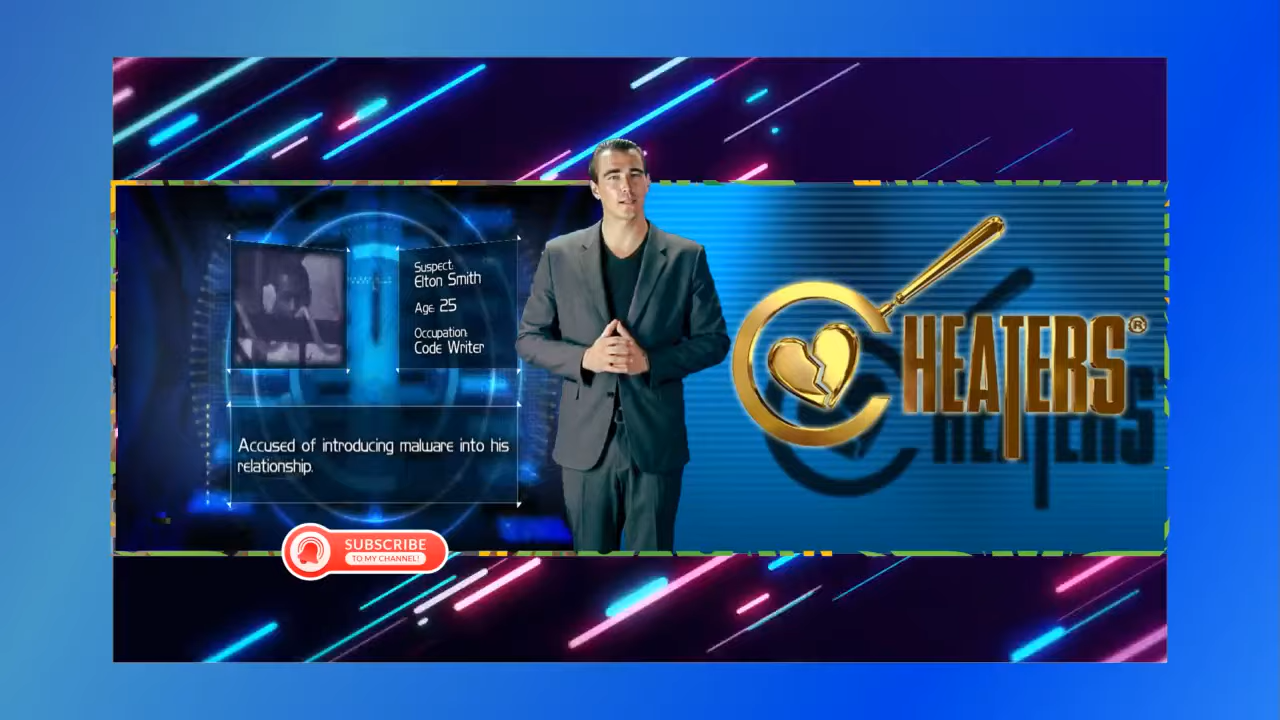 Suspect:
Elton Smith
Age: 25
Occupation:
Code Writer
Accused of introducing malware into his
relationship.
CHEATERS®
SUBSCRIBE
TO MY CHANNEL!